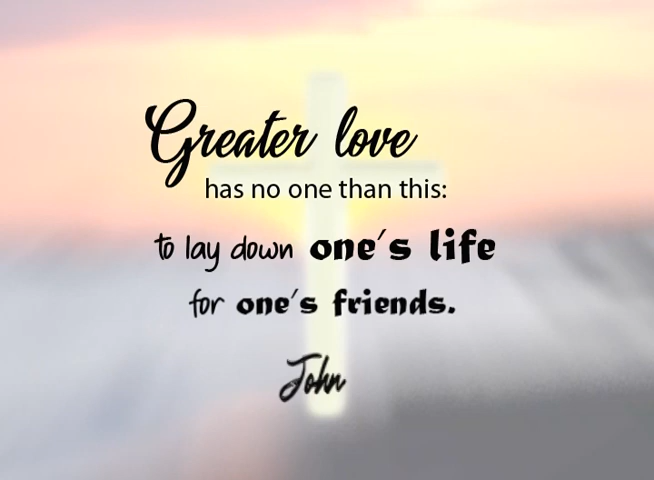 Greater love
has no one than this:
to lay down one's life
for one's friends.
John